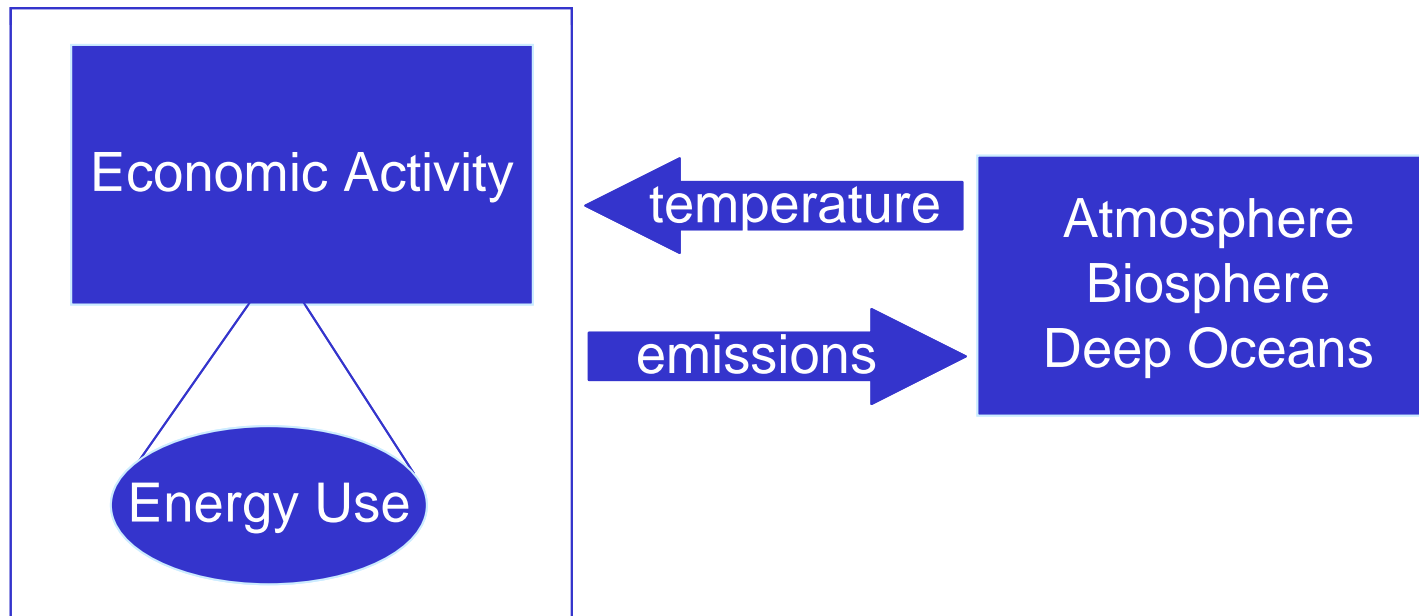 Economic Activity
temperature
Atmosphere
Biosphere
Deep Oceans
emissions
Energy Use